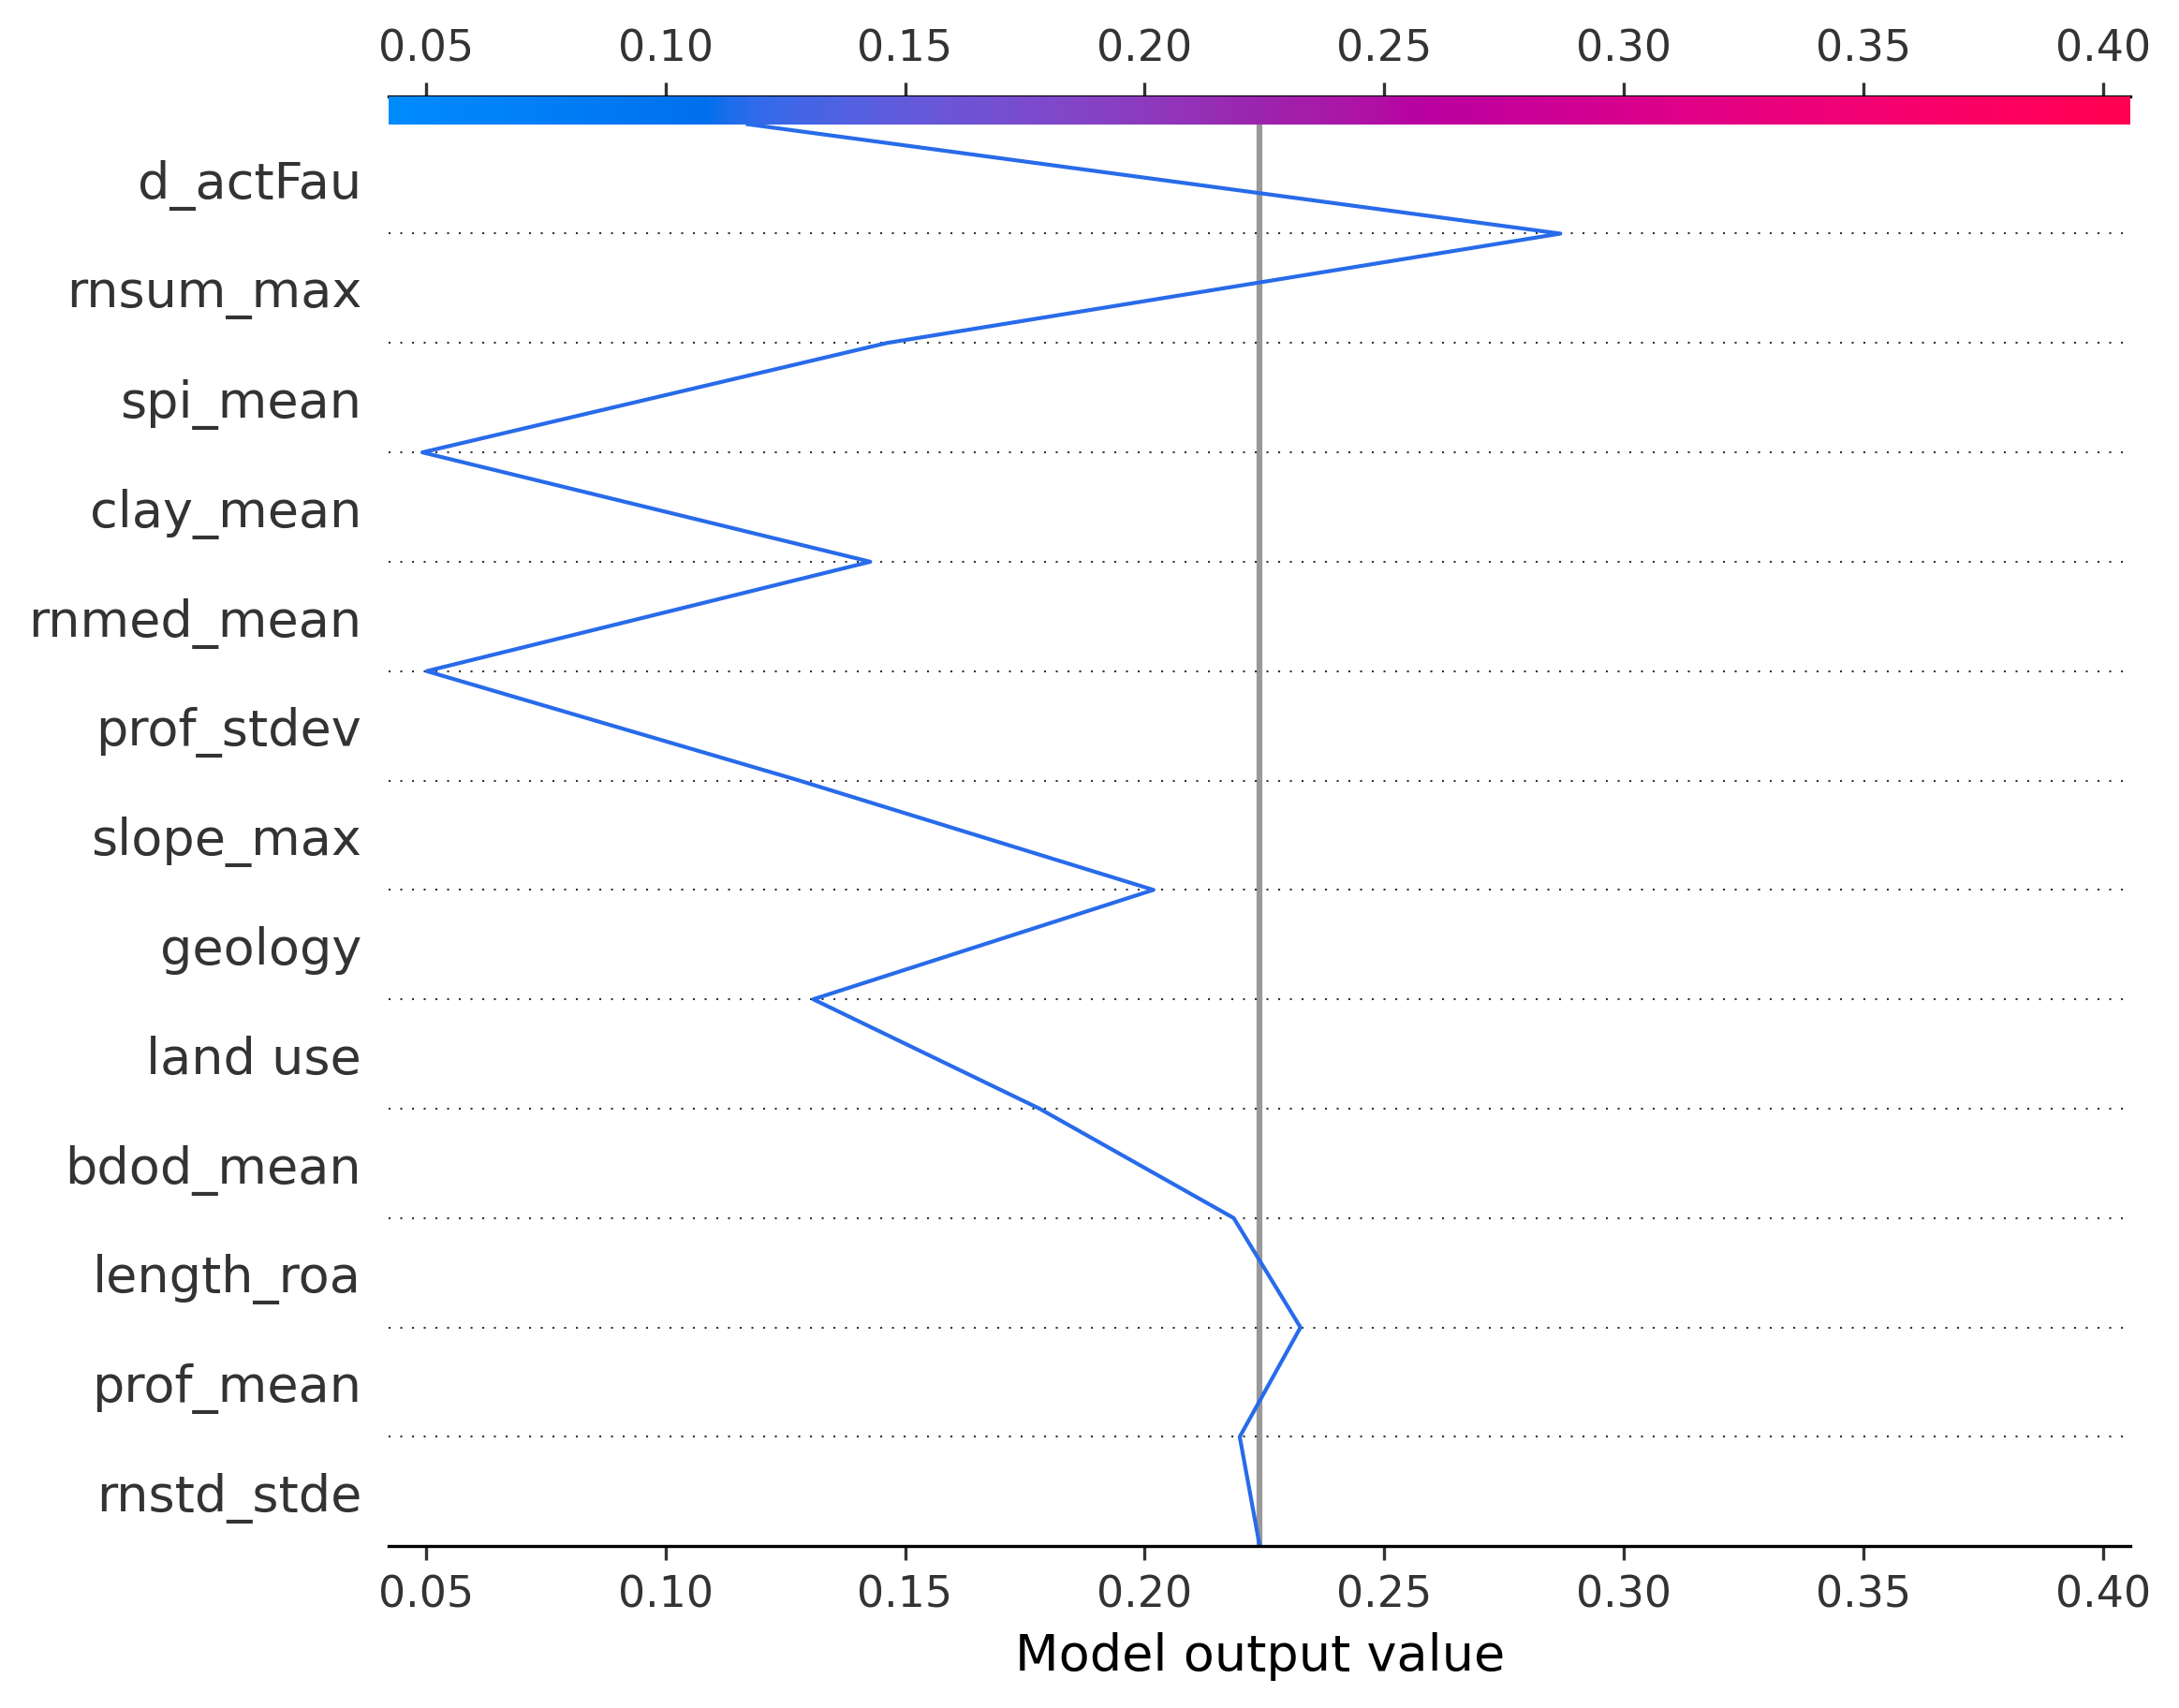 0.05 0.10 0.15 0.20 0.25 0.30 0.35 0.40
d_actFau
rnsum_max
spi_mean
clay_mean
rnmed_mean
prof_stdev
slope_max
geology
land use
bdod_mean
length_roa
prof_mean
rnstd_stde
0.05 0.10 0.15 0.20 0.25 0.30 0.35 0.40
Model output value